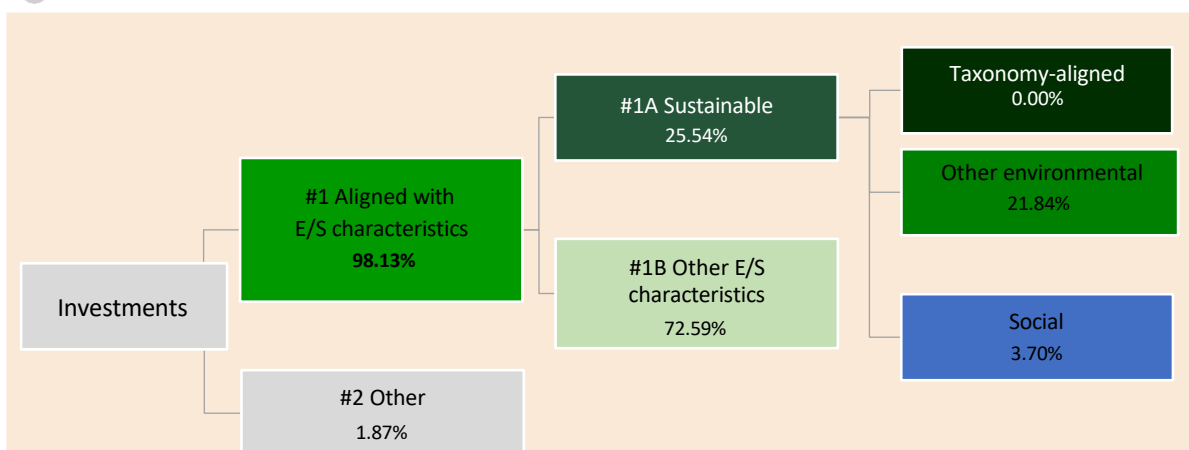 Investments
#1 Aligned with
E/S characteristics
98.13%
#2 Other
1.87%
#1A Sustainable
25.54%
#1B Other E/S
characteristics
72.59%
Taxonomy-aligned
0.00%
Other environmental
21.84%
Social
3.70%